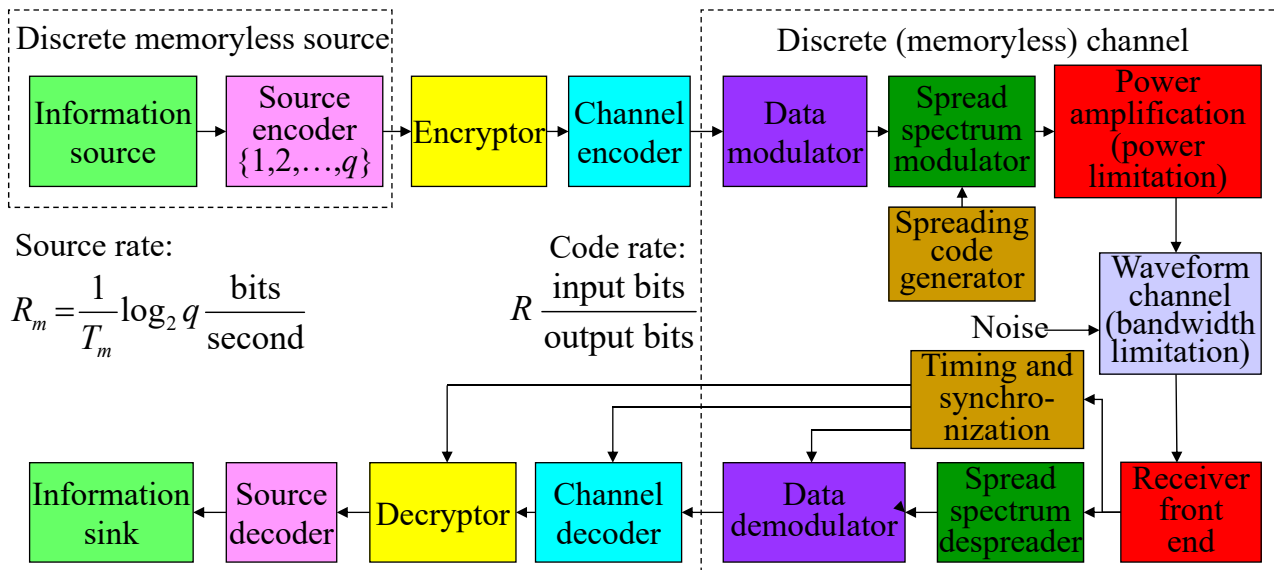 Discrete memoryless source
Discrete (memoryless) channel
Information
source
Source
encoder
{1,2,…,q}
Encryptor
Channel
encoder
Data
modulator
Spread
spectrum
modulator
Power
amplification
(power
limitation)
Spreading
code
generator
Source rate:
R_m = 1/T_m log₂ q bits/second
Code rate:
R input bits/output bits
Waveform
channel
(bandwidth
limitation)
Noise
Timing and
synchro-
nization
Information
sink
Source
decoder
Decryptor
Channel
decoder
Data
demodulator
Spread
spectrum
despreader
Receiver
front
end